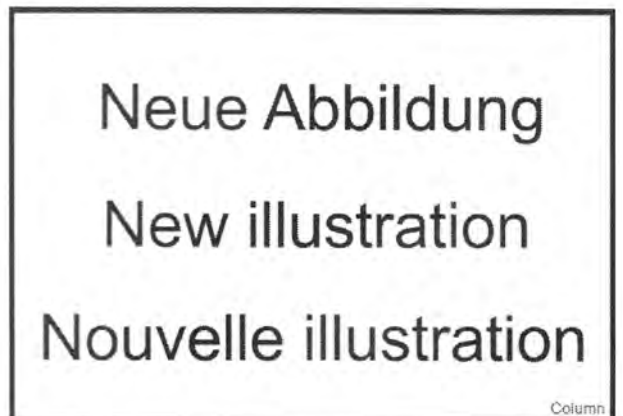 Neue Abbildung
New illustration
Nouvelle illustration
Column